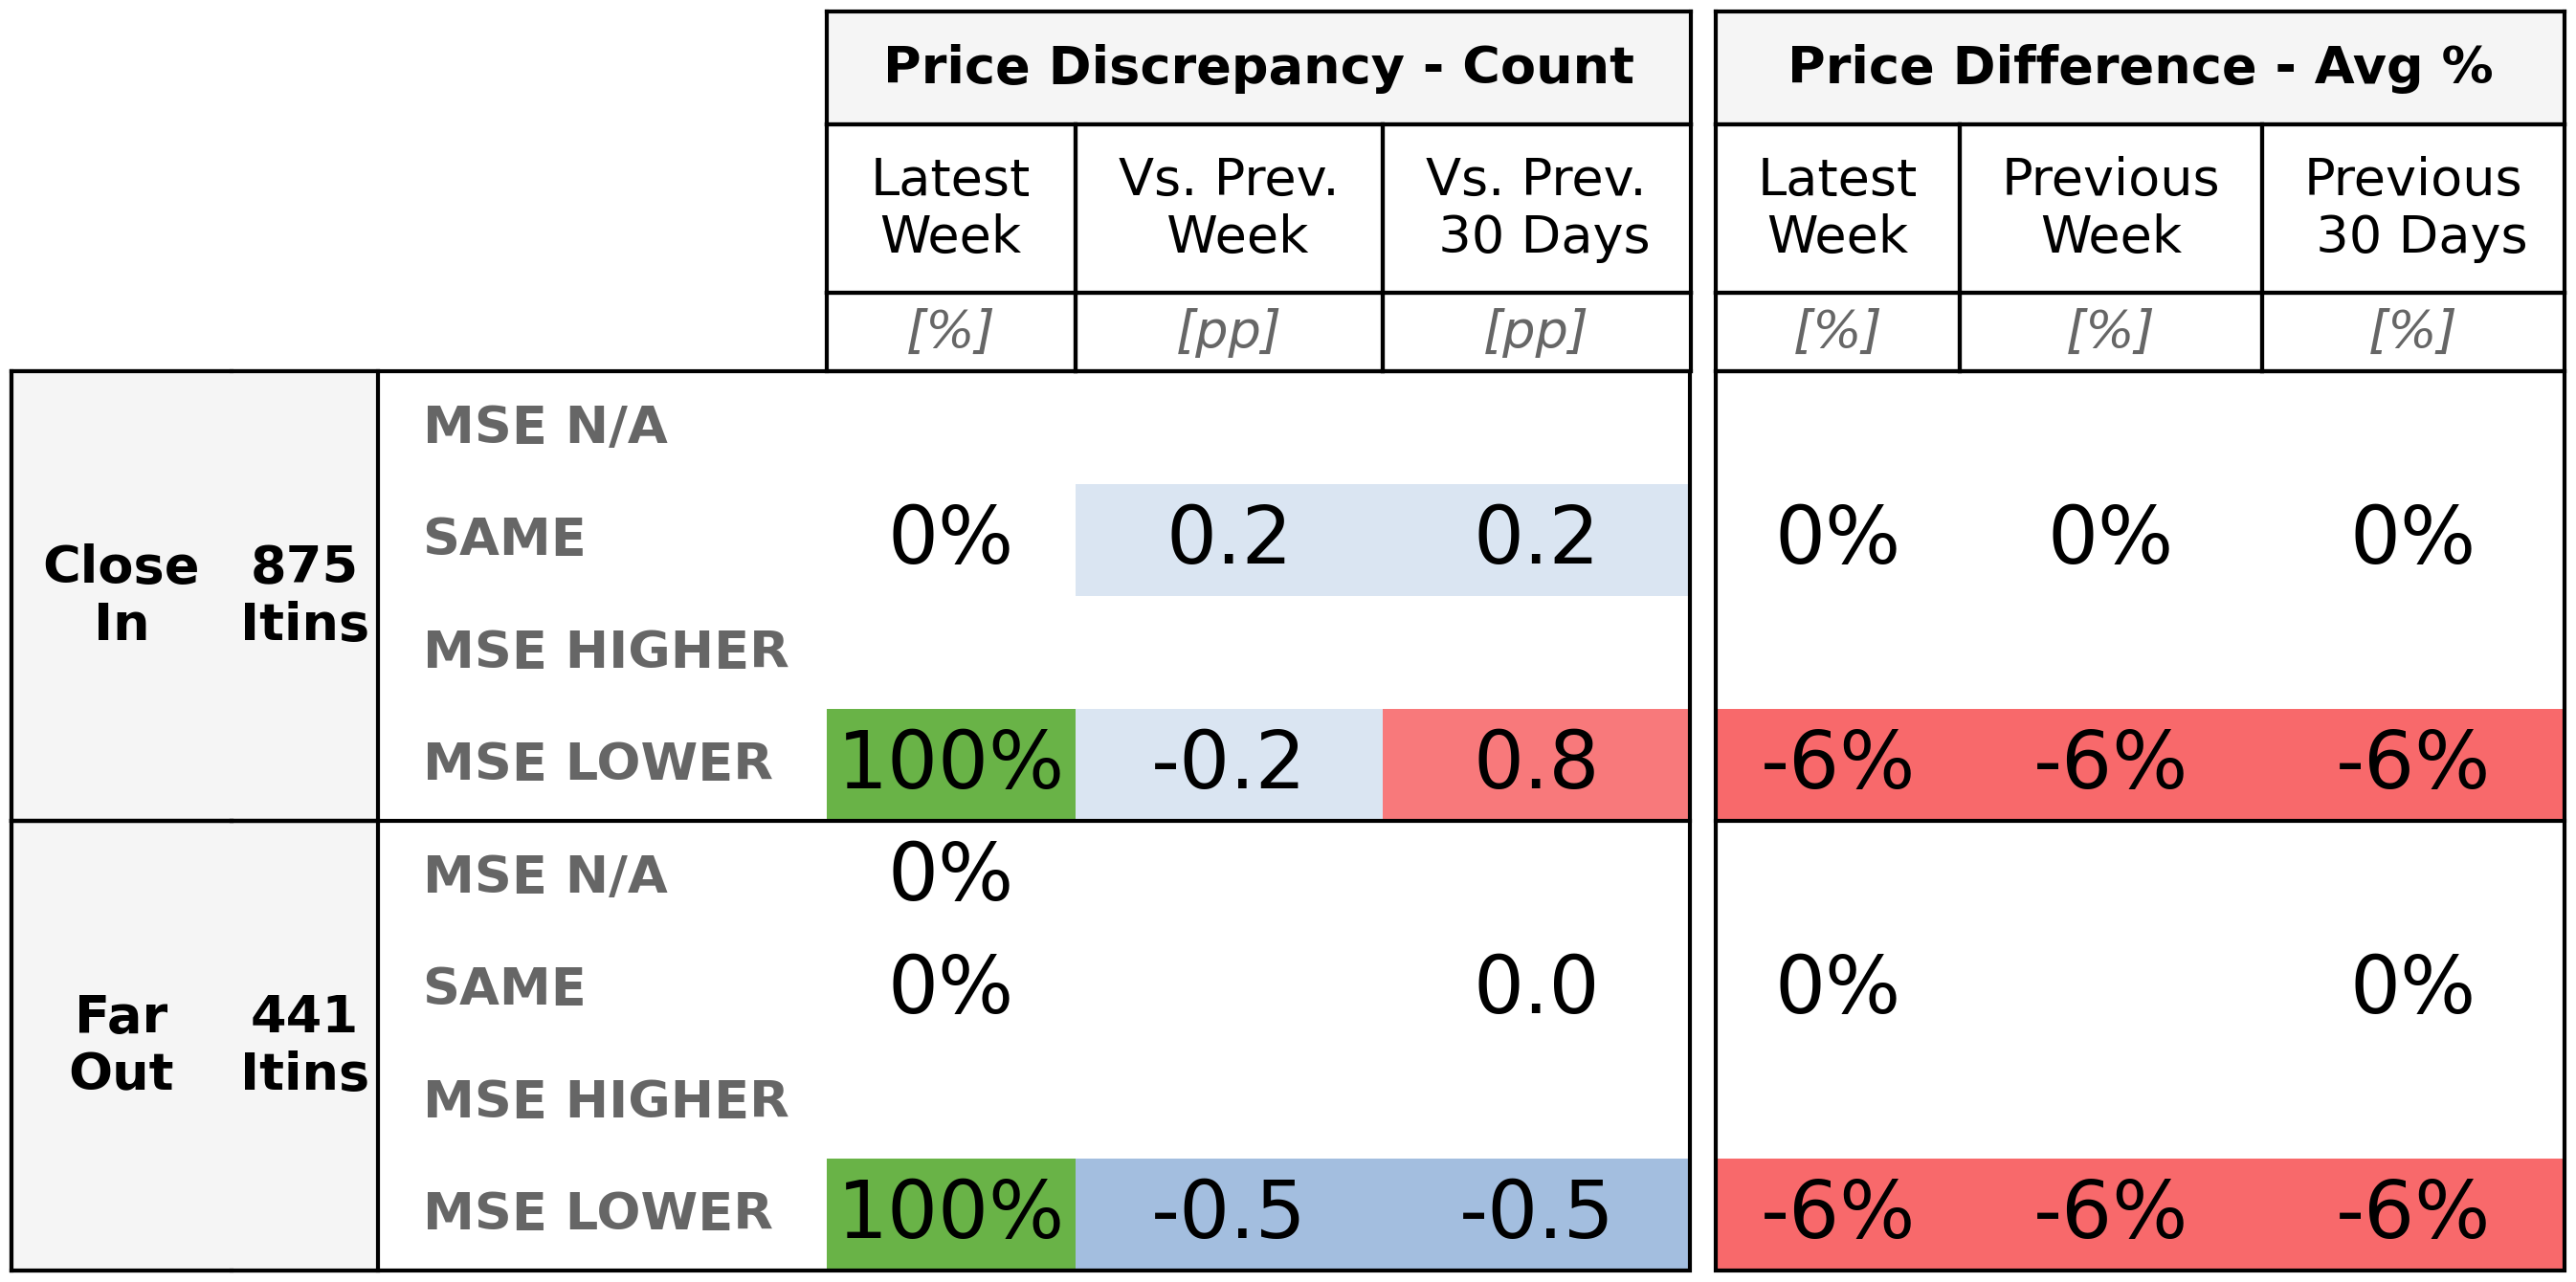 Price Discrepancy - Count Price Difference - Avg %
Latest Week Vs. Prev. Week Vs. Prev. 30 Days Latest Week Previous Week Previous 30 Days
[%] [pp] [pp] [%] [%] [%]
Close In 875 Itins
MSE N/A
SAME 0% 0.2 0.2 0% 0% 0%
MSE HIGHER
MSE LOWER 100% -0.2 0.8 -6% -6% -6%
Far Out 441 Itins
MSE N/A 0%
SAME 0% 0.0 0% 0%
MSE HIGHER
MSE LOWER 100% -0.5 -0.5 -6% -6% -6%